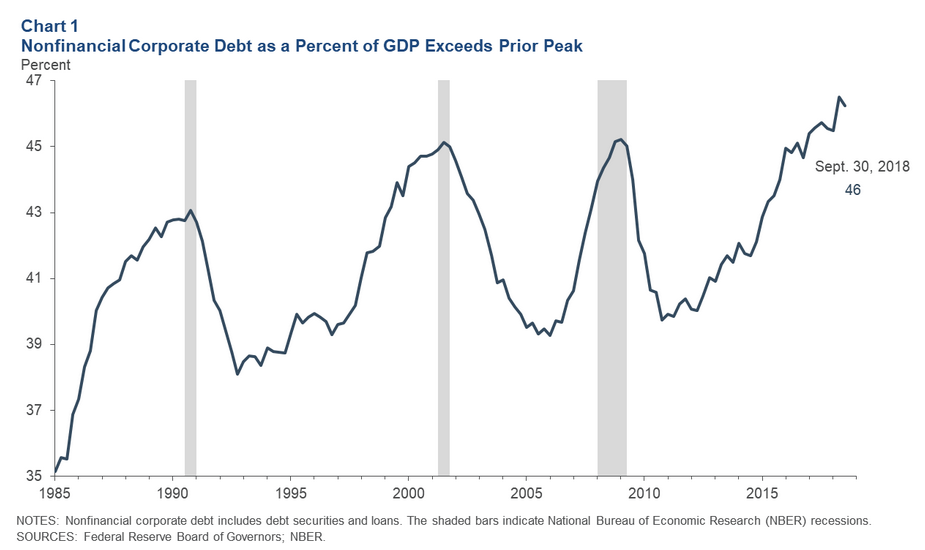 Chart 1
Nonfinancial Corporate Debt as a Percent of GDP Exceeds Prior Peak
Percent
47
45
43
41
39
37
35
Sept. 30, 2018
46
1985 1990 1995 2000 2005 2010 2015
NOTES: Nonfinancial corporate debt includes debt securities and loans. The shaded bars indicate National Bureau of Economic Research (NBER) recessions.
SOURCES: Federal Reserve Board of Governors; NBER.